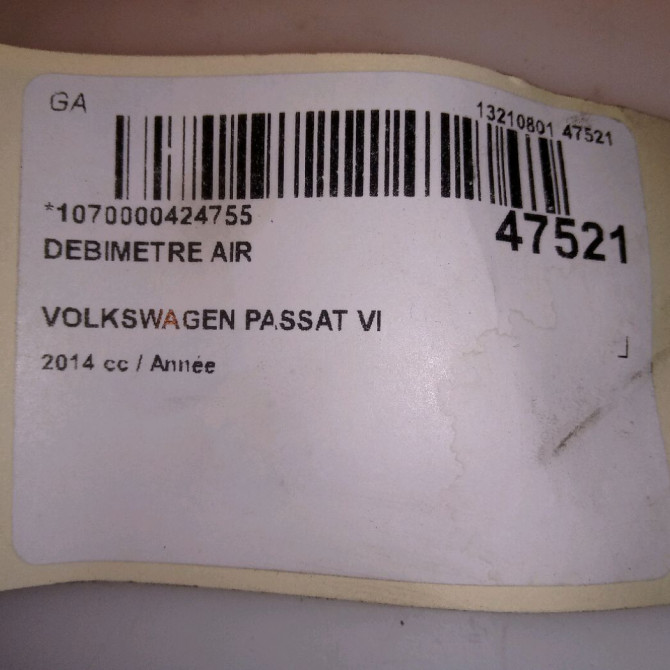 GA
13210801 47521
*1070000424755
47521
DEBIMETRE AIR
VOLKSWAGEN PASSAT VI
2014 cc / Année